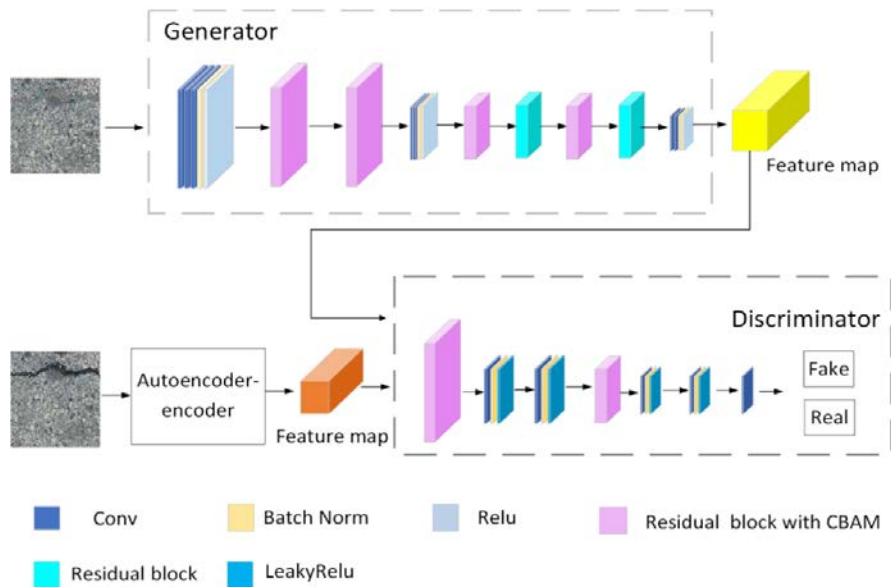 Generator
Feature map
Discriminator
Autoencoder-
encoder
Feature map
Fake
Real
Conv
Batch Norm
Relu
Residual block with CBAM
Residual block
LeakyRelu